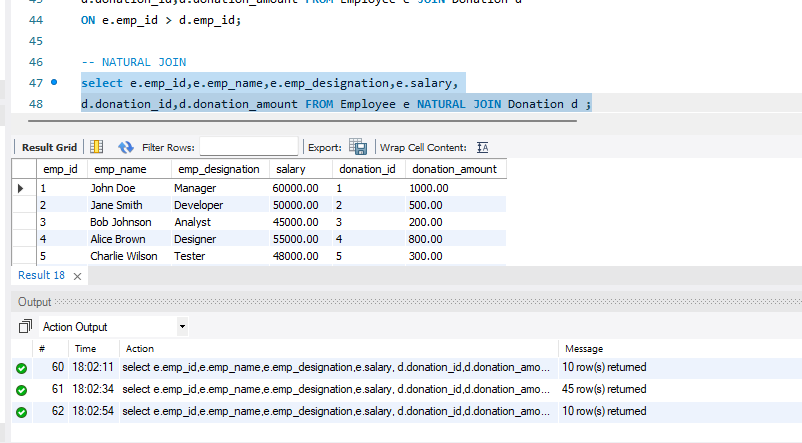 d.donation_id,d.donation_amount FROM Employee e JOIN Donation d
44 ON e.emp_id > d.emp_id;
45
46 -- NATURAL JOIN
47 select e.emp_id,e.emp_name,e.emp_designation,e.salary,
48 d.donation_id,d.donation_amount FROM Employee e NATURAL JOIN Donation d ;
Result Grid Filter Rows: Export: Wrap Cell Content:
emp_id emp_name emp_designation salary donation_id donation_amount
1 John Doe Manager 60000.00 1 1000.00
2 Jane Smith Developer 50000.00 2 500.00
3 Bob Johnson Analyst 45000.00 3 200.00
4 Alice Brown Designer 55000.00 4 800.00
5 Charlie Wilson Tester 48000.00 5 300.00
Result 18
Output
Action Output
# Time Action Message
60 18:02:11 select e.emp_id,e.emp_name,e.emp_designation,e.salary, d.donation_id,d.donation_amo... 10 row(s) returned
61 18:02:34 select e.emp_id,e.emp_name,e.emp_designation,e.salary, d.donation_id,d.donation_amo... 45 row(s) returned
62 18:02:54 select e.emp_id,e.emp_name,e.emp_designation,e.salary, d.donation_id,d.donation_amo... 10 row(s) returned